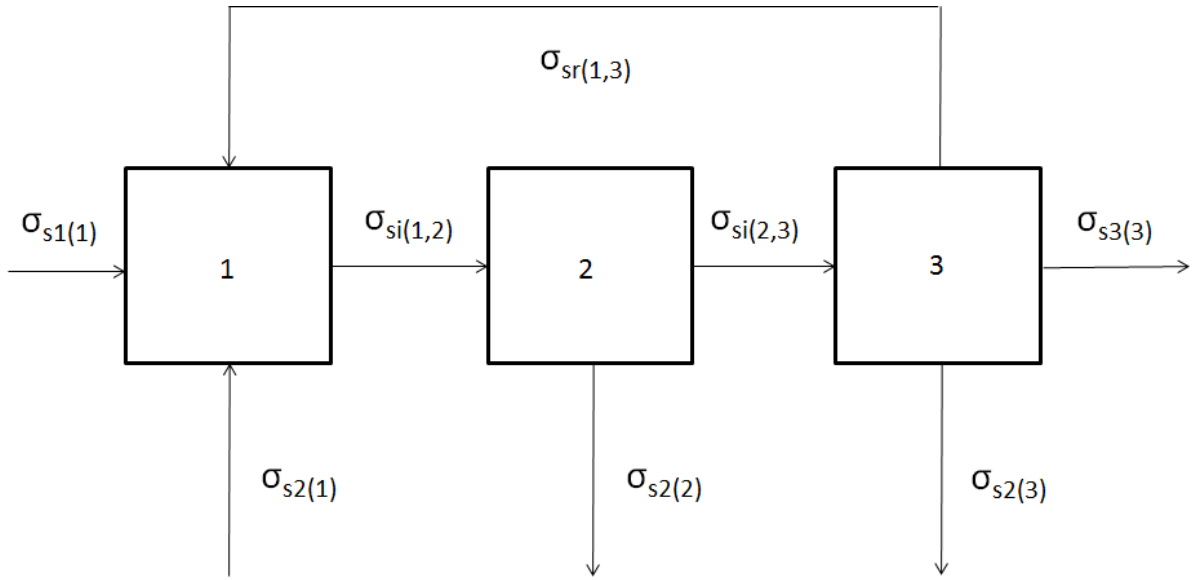 σsr(1,3)
σs1(1)
σsi(1,2)
σsi(2,3)
σs3(3)
1
2
3
σs2(1)
σs2(2)
σs2(3)